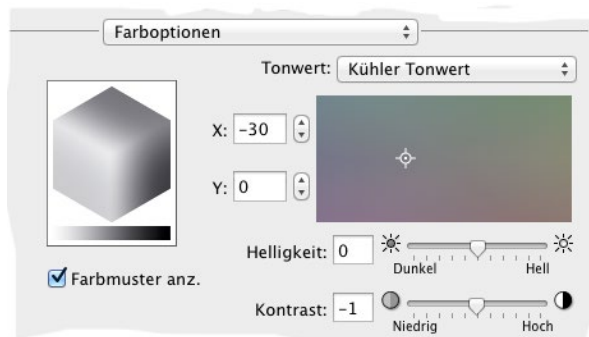 Farboptionen
Tonwert: Kühler Tonwert
X: -30
Y: 0
Helligkeit: 0
Dunkel Hell
Farbmuster anz.
Kontrast: -1
Niedrig Hoch